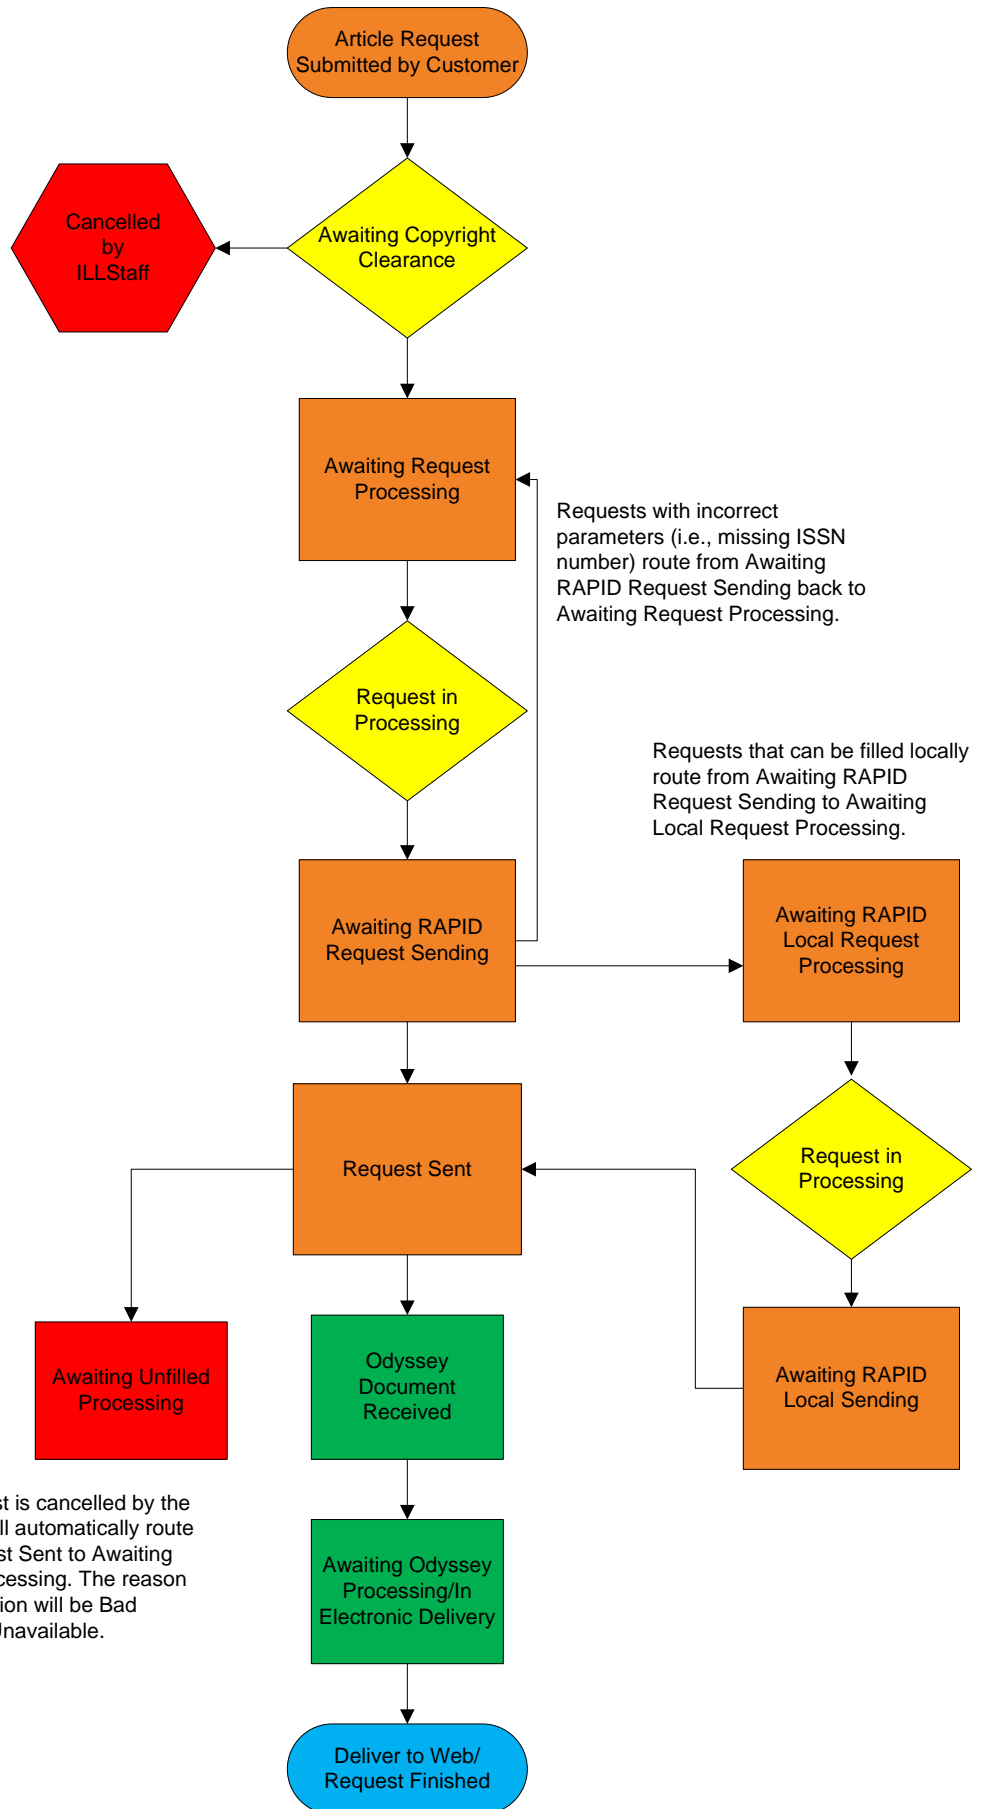 Article Request
Submitted by Customer
Cancelled
by
ILLStaff
Awaiting Copyright
Clearance
Awaiting Request
Processing
Requests with incorrect
parameters (i.e., missing ISSN
number) route from Awaiting
RAPID Request Sending back to
Awaiting Request Processing.
Request in
Processing
Requests that can be filled locally
route from Awaiting RAPID
Request Sending to Awaiting
Local Request Processing.
Awaiting RAPID
Request Sending
Awaiting RAPID
Local Request
Processing
Request Sent
Request in
Processing
Awaiting Unfilled
Processing
Odyssey
Document
Received
Awaiting RAPID
Local Sending
is cancelled by the
automatically route
Sent to Awaiting
The reason
will be Bad
Awaiting Odyssey
Processing/In
Electronic Delivery
Deliver to Web/
Request Finished